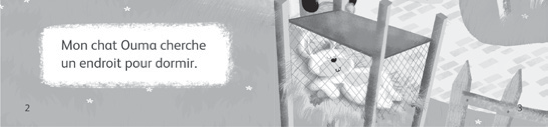 Mon chat Ouma cherche
un endroit pour dormir.
2
3